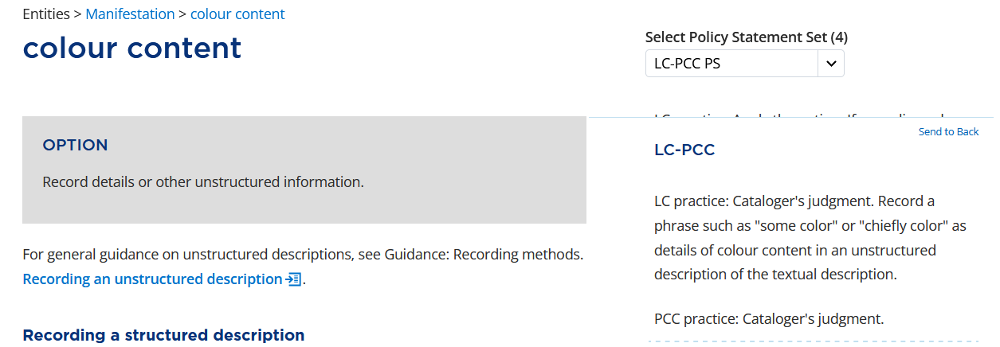 Entities > Manifestation > colour content
colour content
Select Policy Statement Set (4)
LC-PCC PS
OPTION
Record details or other unstructured information.
For general guidance on unstructured descriptions, see Guidance: Recording methods.
Recording an unstructured description.
Recording a structured description
Send to Back
LC-PCC
LC practice: Cataloger's judgment. Record a
phrase such as "some color" or "chiefly color" as
details of colour content in an unstructured
description of the textual description.
PCC practice: Cataloger's judgment.